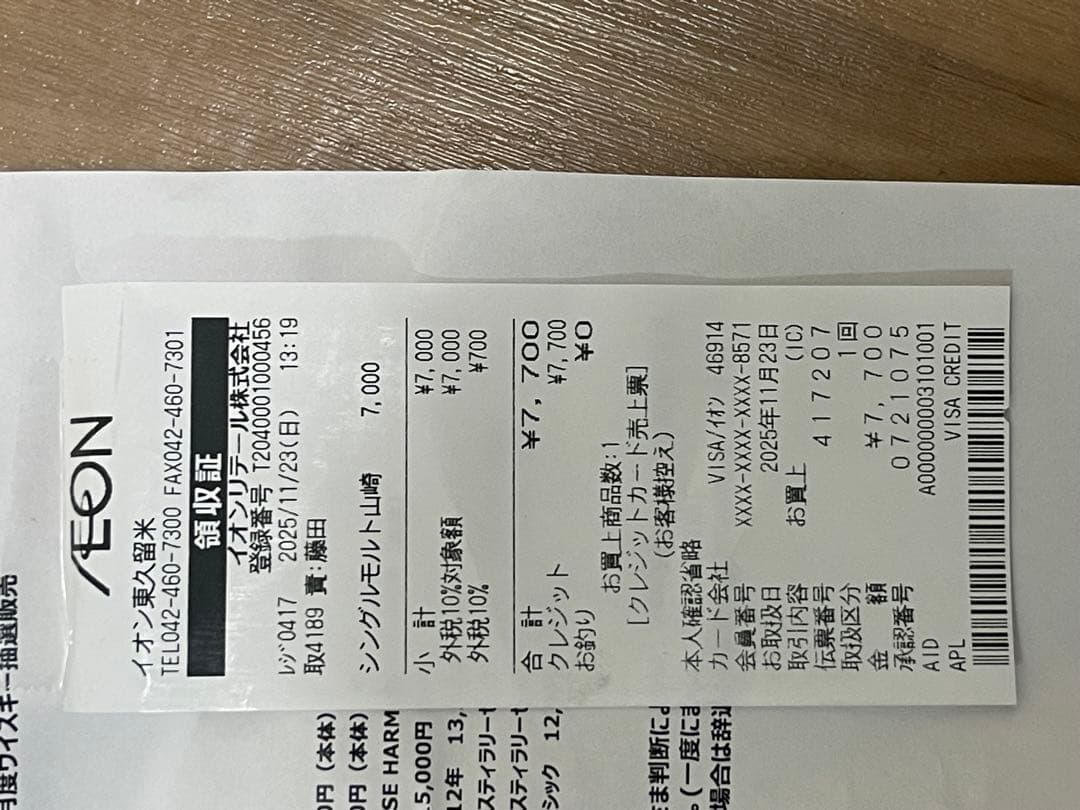 ÆON
イオン東久留米
TEL042-460-7300 FAX042-460-7301
領収証
イオンリテール株式会社
登録番号 T2040001000456
ﾚｼﾞ0417 2025/11/23(日) 13:19
取4189 責:藤田
シングルモルト山崎 7,000
小 計 ¥7,000
外税10%対象額 ¥7,000
外税10% ¥700
合 計 ¥7,700
クレジット ¥7,700
お釣り ¥0
お買上商品数:1
[クレジットカード売上票]
(お客様控え)
本人確認省略
カード会社 VISA/ｲｵﾝ 46914
会員番号 XXXX-XXXX-XXXX-8571
お取扱日 2025年11月23日
取引内容 お買上 (IC)
伝票番号 417207
取扱区分 1回
金 額 ¥7,700
承認番号 0721075
AID A000000003101001
APL VISA CREDIT
月度ウイスキー抽選販売
0円（本体）
0円（本体）
SE HARM
15,000円
12年 13,
スティラリーセ
スティラリーセ
シック 12,
ま判断によ
。（一度にま
場合は辞退